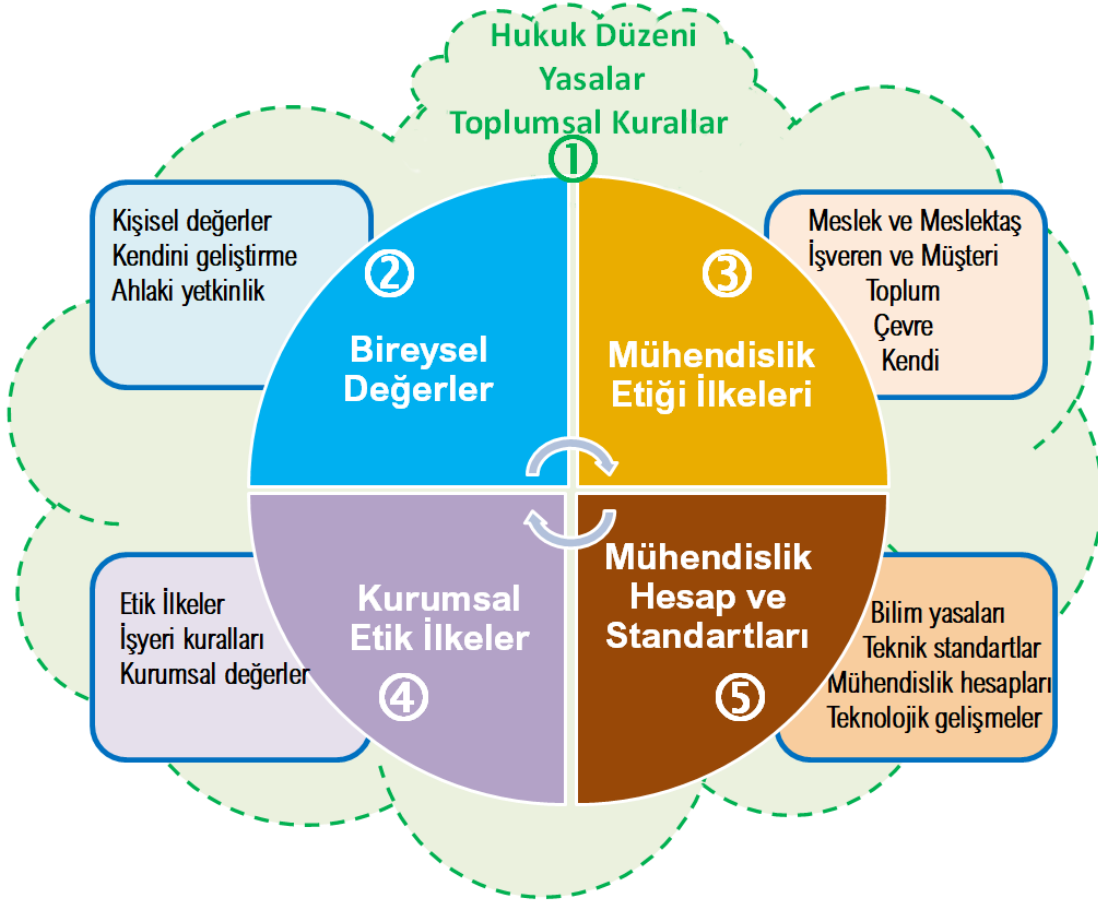 Hukuk Düzeni
Yasalar
Toplumsal Kurallar
①
Kişisel değerler
Kendini geliştirme
Ahlaki yetkinlik
②
Bireysel
Değerler
③
Mühendislik
Etiği İlkeleri
Meslek ve Meslektaş
İşveren ve Müşteri
Toplum
Çevre
Kendi
Etik İlkeler
İşyeri kuralları
Kurumsal değerler
Kurumsal
Etik İlkeler
④
Mühendislik
Hesap ve
Standartları
⑤
Bilim yasaları
Teknik standartlar
Mühendislik hesapları
Teknolojik gelişmeler